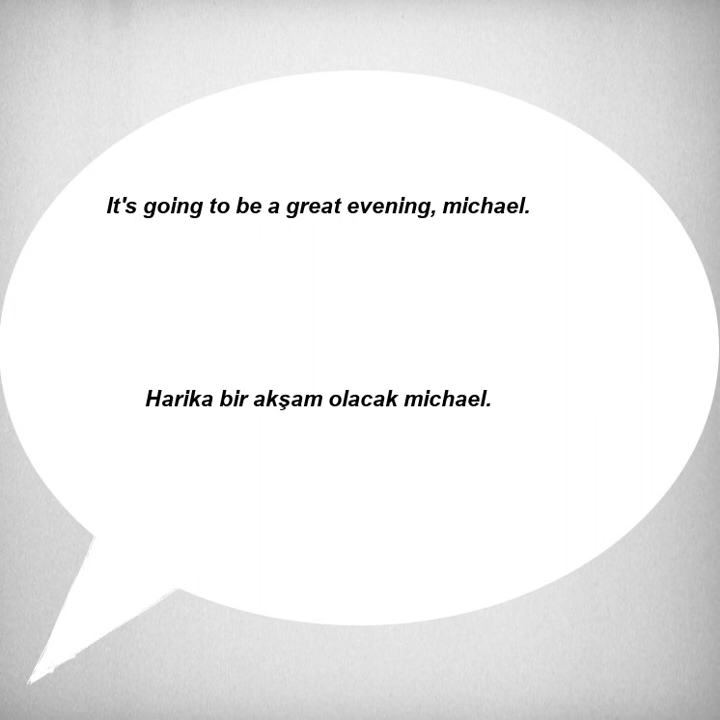 It's going to be a great evening, michael.
Harika bir akşam olacak michael.